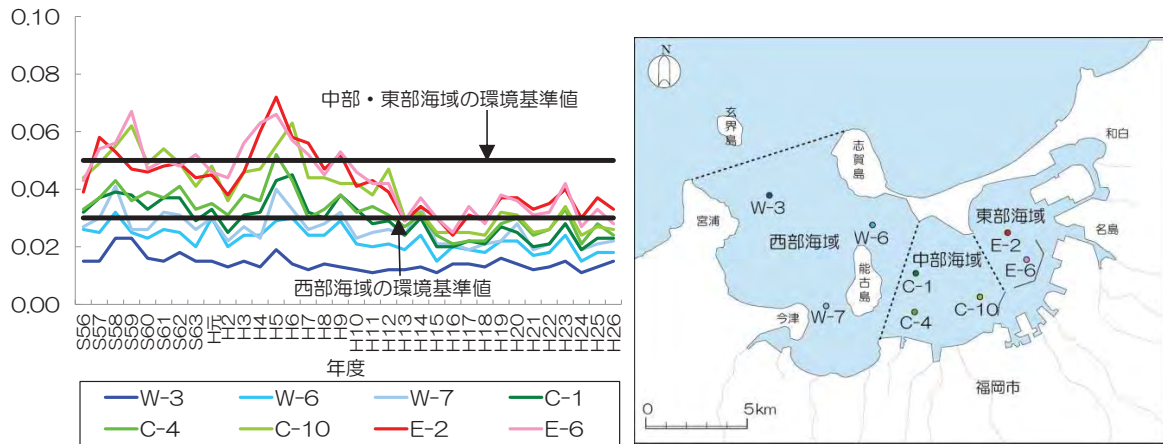 0.10
0.08
0.06
0.04
0.02
0.00
中部・東部海域の環境基準値
西部海域の環境基準値
S56
S57
S58
S59
S60
S61
S62
S63
H元
H2
H3
H4
H5
H6
H7
H8
H9
H10
H11
H12
H13
H14
H15
H16
H17
H18
H19
H20
H21
H22
H23
H24
H25
H26
年度
W-3
W-6
W-7
C-1
C-4
C-10
E-2
E-6
N
玄界島
志賀島
和白
宮浦
W-3
西部海域
W-6
東部海域
名島
E-2
中部海域
E-6
能古島
C-1
W-7
C-10
今津
C-4
福岡市
0
5km